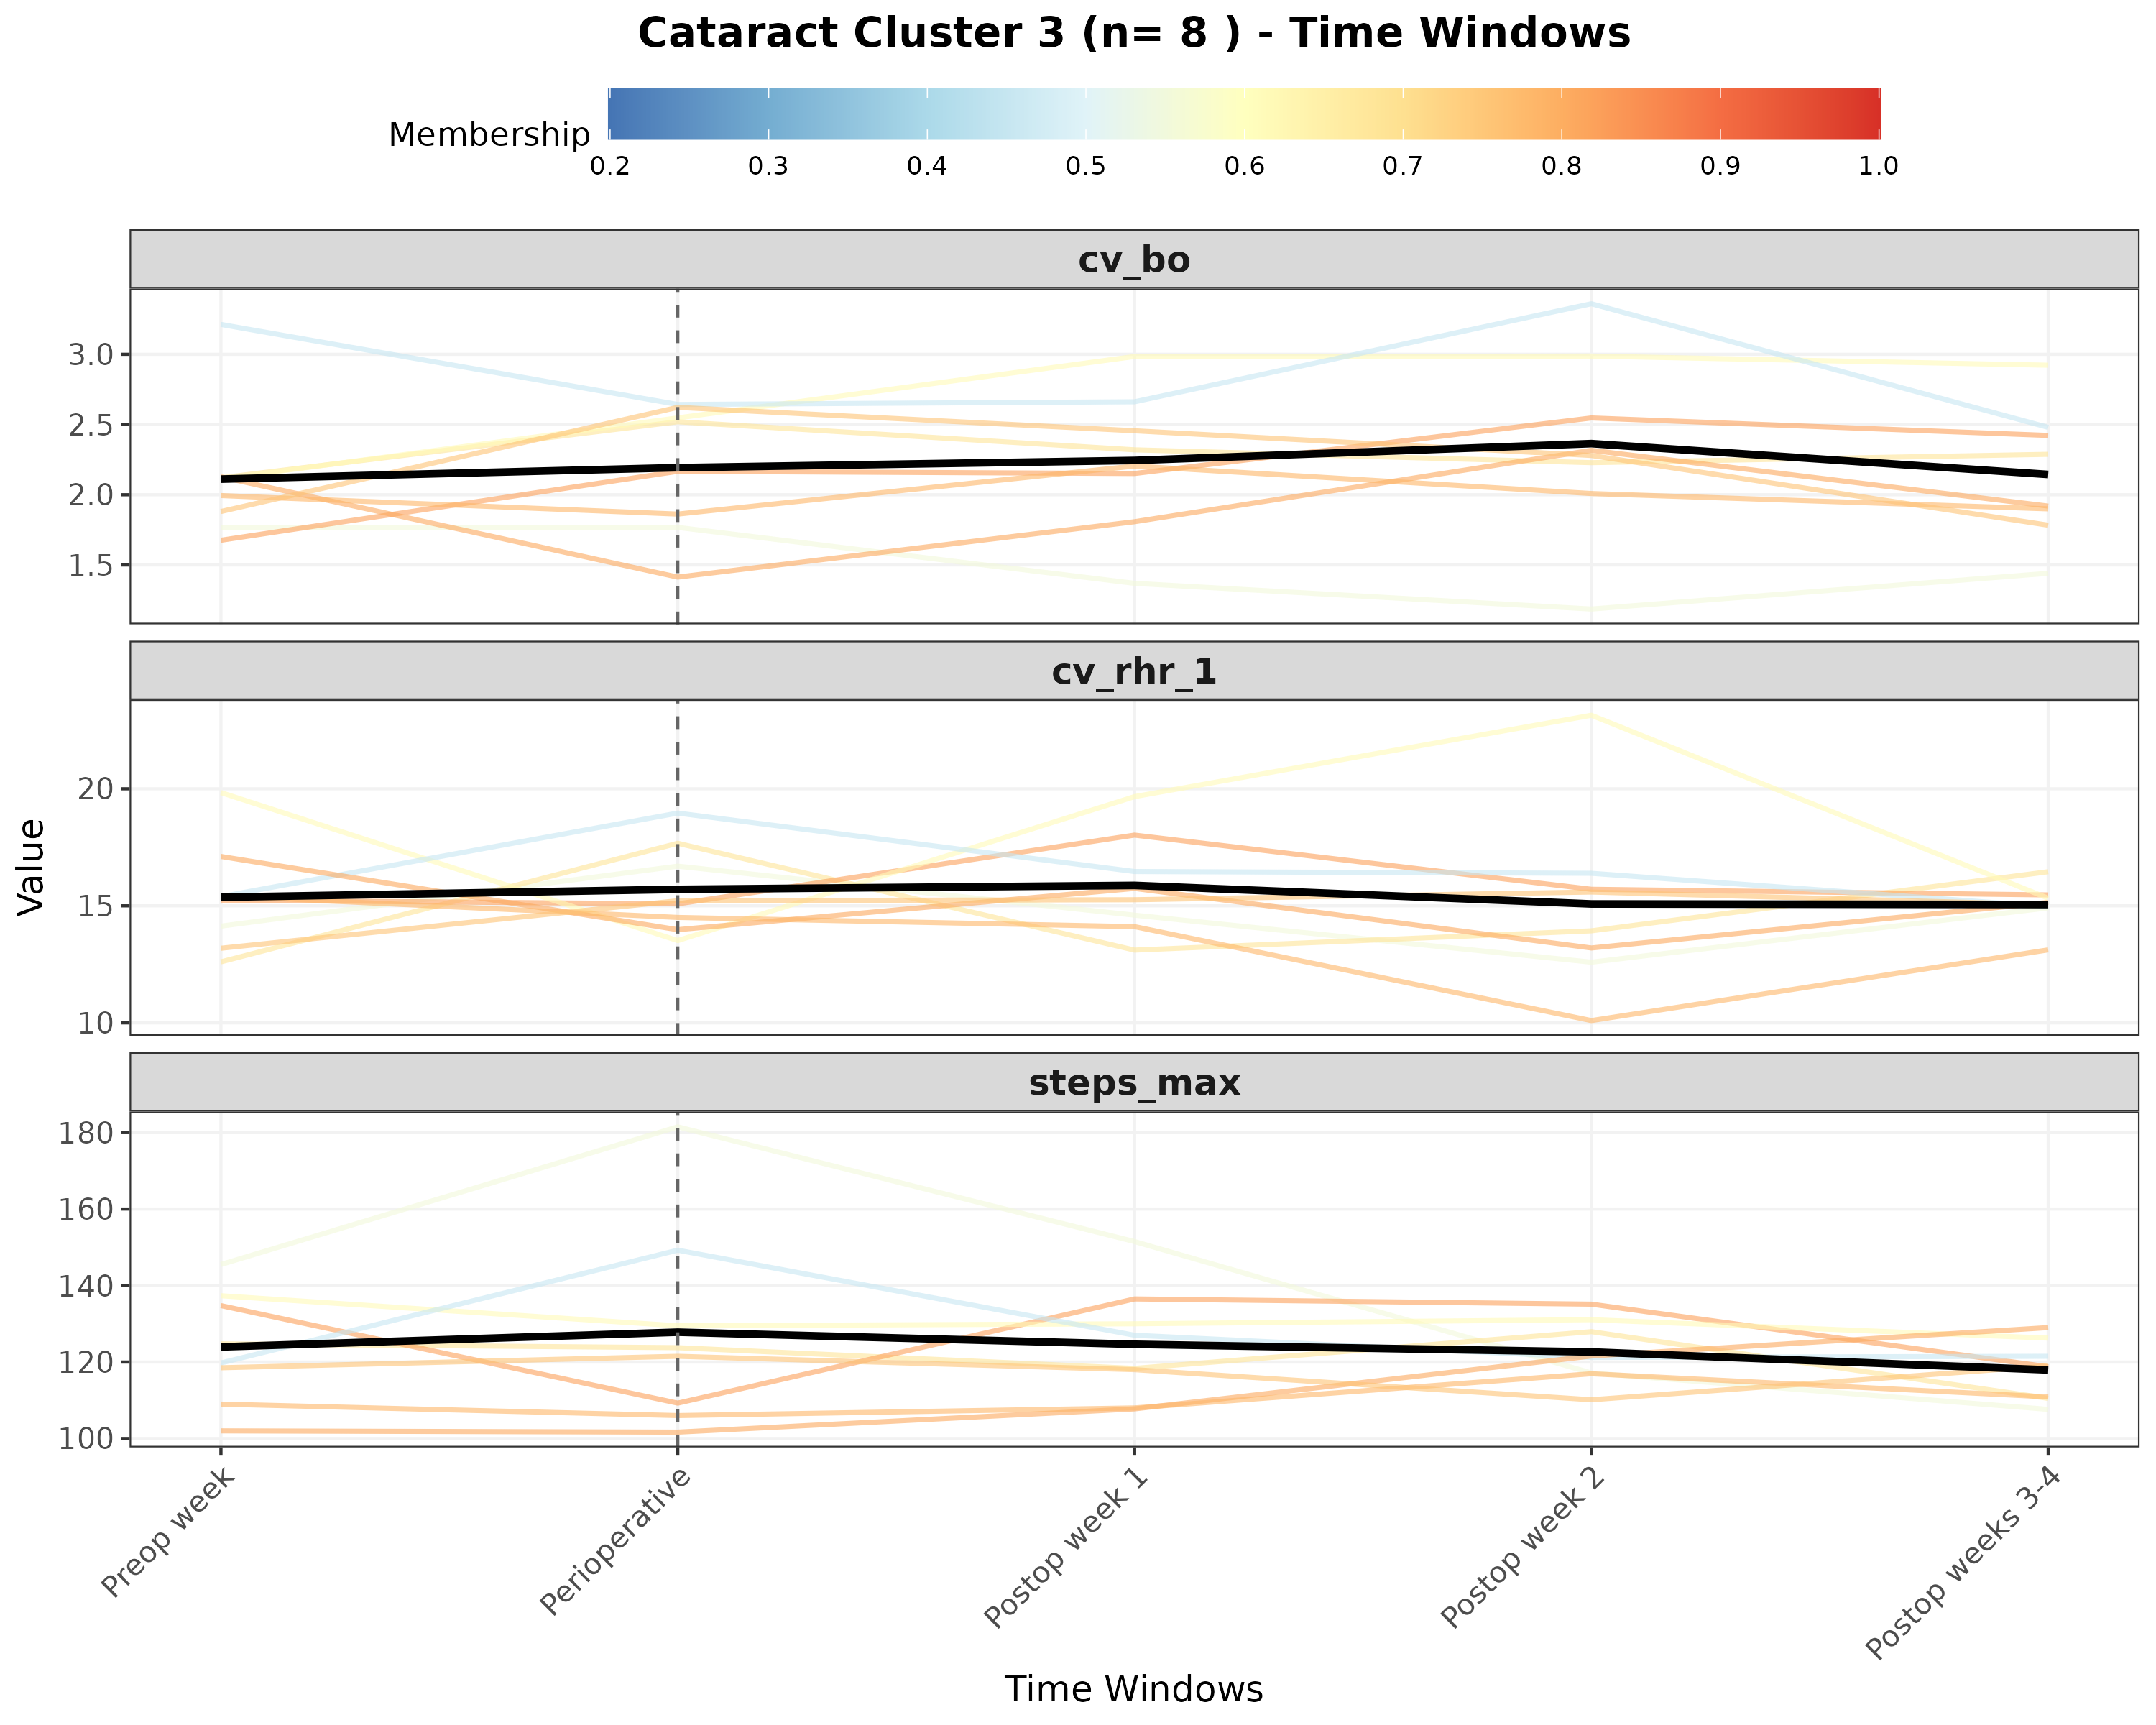 Cataract Cluster 3 (n= 8 ) - Time Windows
Membership
0.2 0.3 0.4 0.5 0.6 0.7 0.8 0.9 1.0
cv_bo
3.0
2.5
2.0
1.5
cv_rhr_1
20
15
10
steps_max
180
160
140
120
100
Value
Preop week
Perioperative
Postop week 1
Postop week 2
Postop weeks 3-4
Time Windows